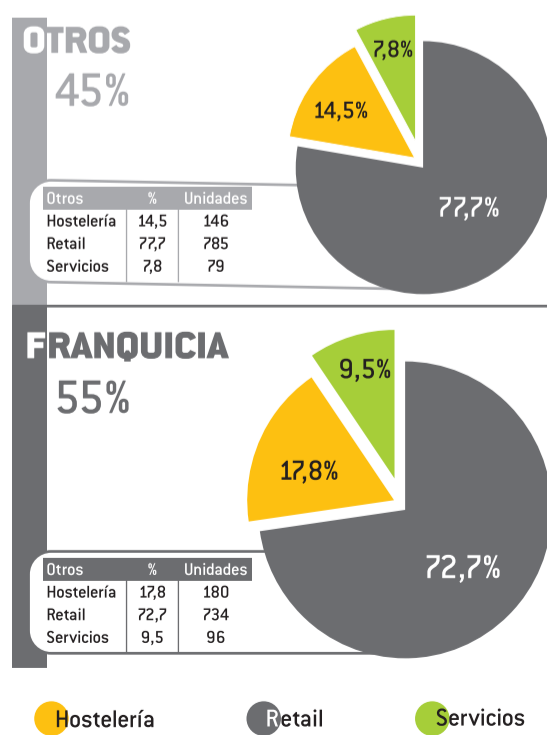 OTROS
45%
7,8%
14,5%
77,7%
Otros % Unidades
Hostelería 14,5 146
Retail 77,7 785
Servicios 7,8 79
FRANQUICIA
55%
9,5%
17,8%
72,7%
Otros % Unidades
Hostelería 17,8 180
Retail 72,7 734
Servicios 9,5 96
Hostelería Retail Servicios